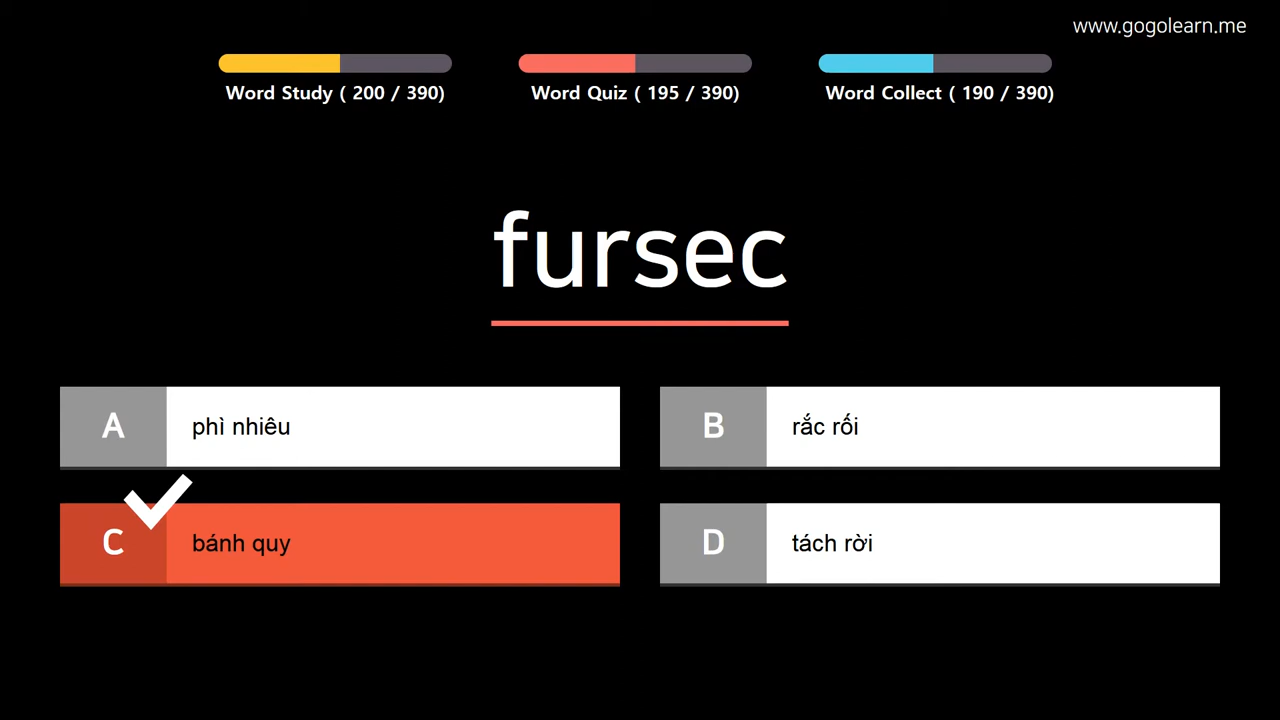 www.gogolearn.me
Word Study ( 200 / 390)
Word Quiz ( 195 / 390)
Word Collect ( 190 / 390)
fursec
A
phì nhiêu
B
rắc rối
C
bánh quy
D
tách rời